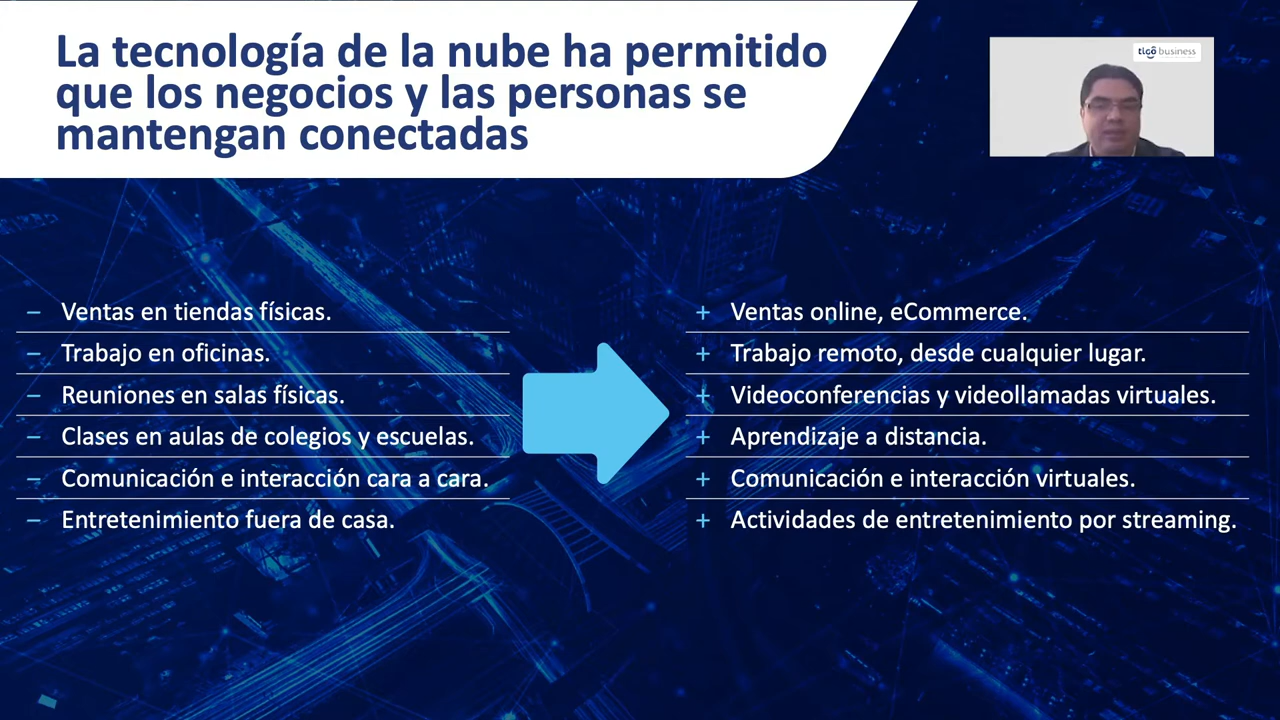 La tecnología de la nube ha permitido
que los negocios y las personas se
mantengan conectadas
tigo business
– Ventas en tiendas físicas.
– Trabajo en oficinas.
– Reuniones en salas físicas.
– Clases en aulas de colegios y escuelas.
– Comunicación e interacción cara a cara.
– Entretenimiento fuera de casa.
+ Ventas online, eCommerce.
+ Trabajo remoto, desde cualquier lugar.
+ Videoconferencias y videollamadas virtuales.
+ Aprendizaje a distancia.
+ Comunicación e interacción virtuales.
+ Actividades de entretenimiento por streaming.